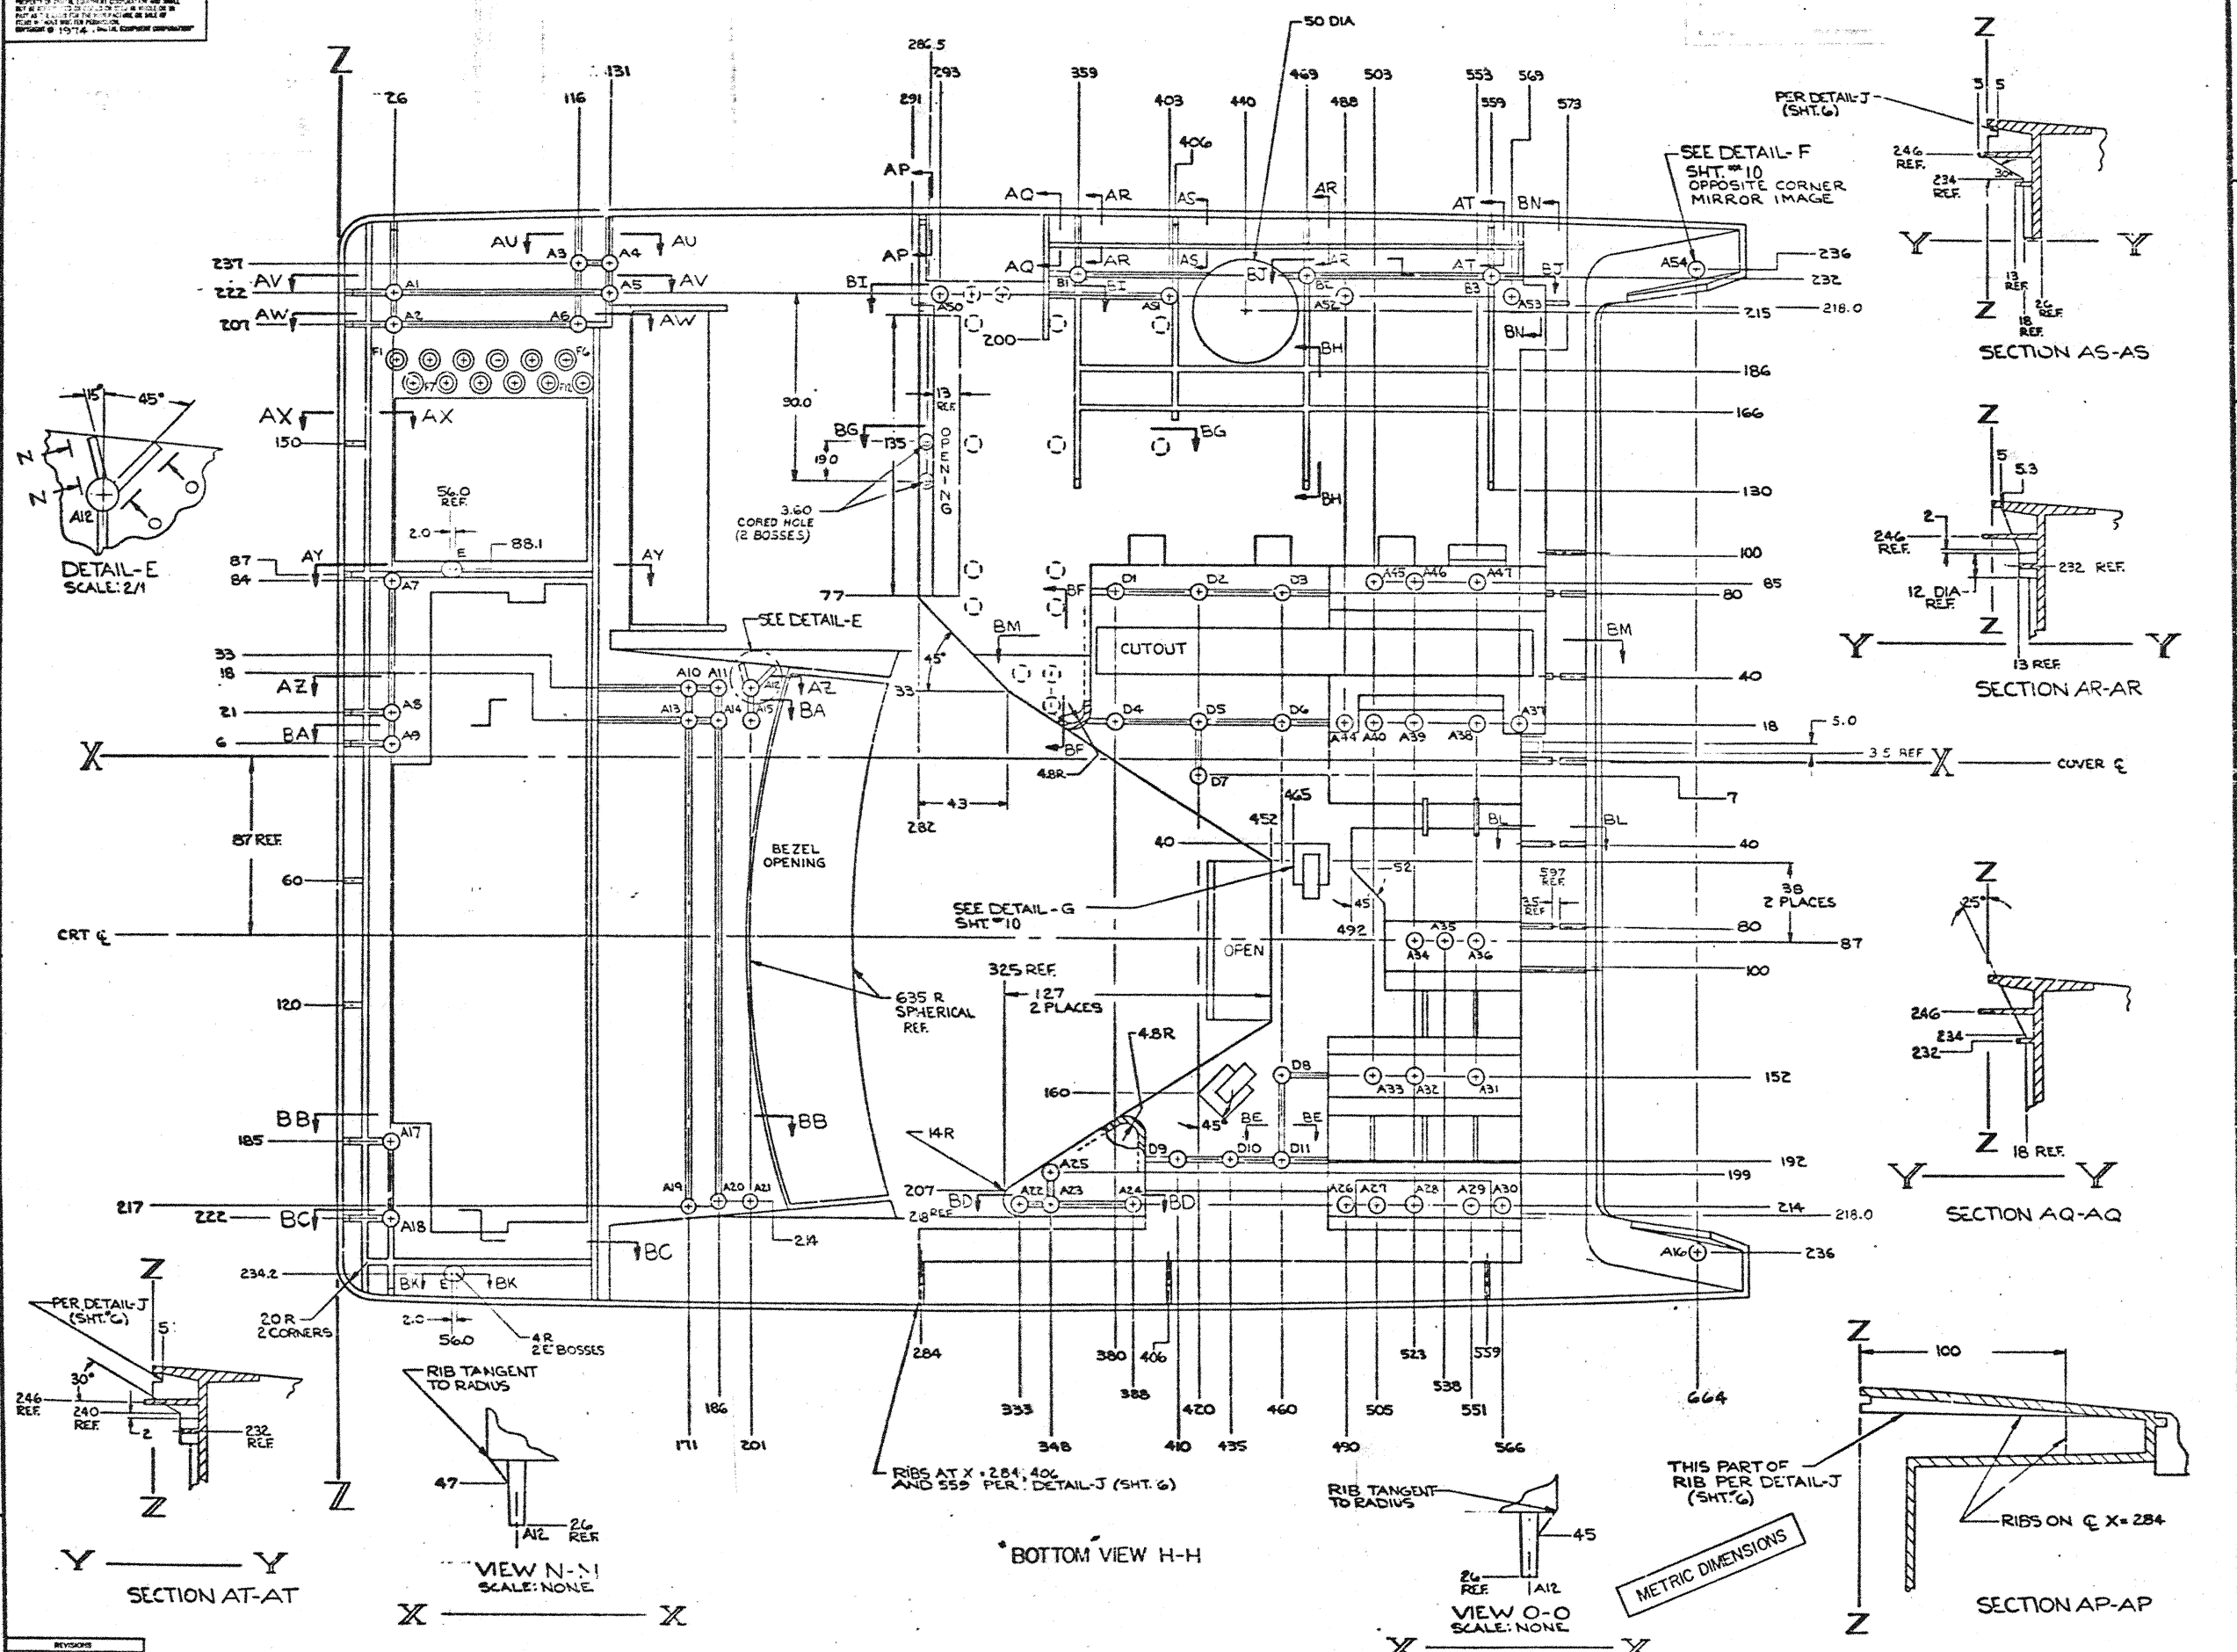 COPYRIGHT © 1974, DIGITAL EQUIPMENT CORPORATION"
Z
26
116
131
286.5
293
291
359
403
406
440
50 DIA
469
488
503
553
559
569
573
SEE DETAIL-F
SHT. #10
OPPOSITE CORNER
MIRROR IMAGE
AP
AQ
AR
AS
AR
AT
BN
AU
A3
A4
AU
237
AV
222
A1
A5
AV
207
AW
A2
A6
AW
AP
AQ
AR
AS
BJ
AR
AT
BJ
BI
A50
B1
BI
A51
A52
B3
A53
BN
A54
236
232
215
218.0
200
BH
186
166
130
BH
F1
F6
F7
F12
AX
AX
150
15°
45°
Z
Z
A12
O
O
DETAIL-E
SCALE: 2/1
56.0
REF.
2.0
E
88.1
87
84
AY
AY
A7
90.0
19.0
BG
135
BG
13
REF.
OPENING
3.60
CORED HOLE
(2 BOSSES)
77
SEE DETAIL-E
45°
33
43
282
BF
BF
BM
BM
CUTOUT
D1
D2
D3
A45
A46
A47
100
85
80
40
33
18
AZ
21
BA
6
A8
A9
A10
A11
A12
AZ
A13
A14
A15
BA
D4
D5
D6
A44
A40
A39
A38
A37
18
5.0
3.5 REF
X
X
COVER ℄
4.8R
D7
7
87 REF.
60
BEZEL
OPENING
465
452
40
52
45
492
BL
BL
40
597
REF.
3.5
REF
38
2 PLACES
SEE DETAIL-G
SHT. #10
CRT ℄
OPEN
A35
A34
A36
80
87
100
325 REF.
127
2 PLACES
635 R
SPHERICAL
REF.
120
4.8R
160
45°
D8
A33
A32
A31
152
BB
BB
185
A17
14R
BE
BE
D9
D10
D11
192
A25
199
217
222
BC
A18
A19
A20
A21
207
BD
A22
A23
A24
BD
218 REF.
214
A26
A27
A28
A29
A30
214
218.0
BC
234.2
BK
E
BK
A16
236
20 R
2 CORNERS
2.0
56.0
4 R
2 "E" BOSSES
284
380
406
388
523
538
559
664
171
186
201
333
348
410
420
435
460
490
505
551
566
RIBS AT X = 284, 406
AND 559 PER DETAIL-J (SHT. 6)
"BOTTOM" VIEW H-H
PER DETAIL-J
(SHT. 6)
Z
5
30°
246
REF.
240
REF.
2
232
REF.
Z
Y
Y
SECTION AT-AT
RIB TANGENT
TO RADIUS
47
A12
26
REF.
VIEW N-N
SCALE: NONE
X
X
Z
RIB TANGENT
TO RADIUS
45
26
REF.
A12
VIEW O-O
SCALE: NONE
X
X
METRIC DIMENSIONS
Z
100
THIS PART OF
RIB PER DETAIL-J
(SHT. 6)
RIBS ON ℄ X=284
Z
SECTION AP-AP
Z
5
5
PER DETAIL-J
(SHT. 6)
246
REF.
234
REF.
30°
Y
Y
13
REF.
26
REF.
18
REF.
Z
SECTION AS-AS
Z
5
5.3
2
246
REF.
232 REF.
12 DIA
REF.
Z
Y
Y
13 REF.
SECTION AR-AR
Z
25°
246
234
232
Z
18 REF.
Y
Y
SECTION AQ-AQ
REVISIONS